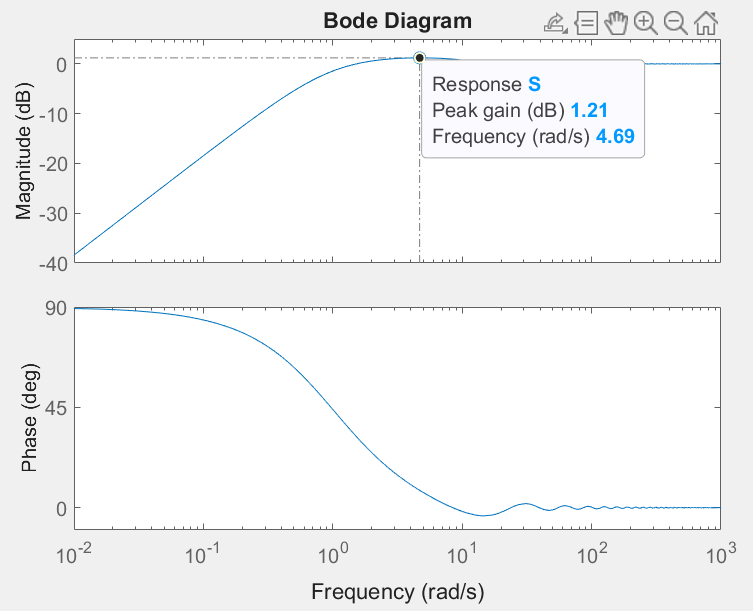 Bode Diagram
Magnitude (dB)
0
-10
-20
-30
-40
Response S
Peak gain (dB) 1.21
Frequency (rad/s) 4.69
Phase (deg)
90
45
0
10^-2 10^-1 10^0 10^1 10^2 10^3
Frequency (rad/s)